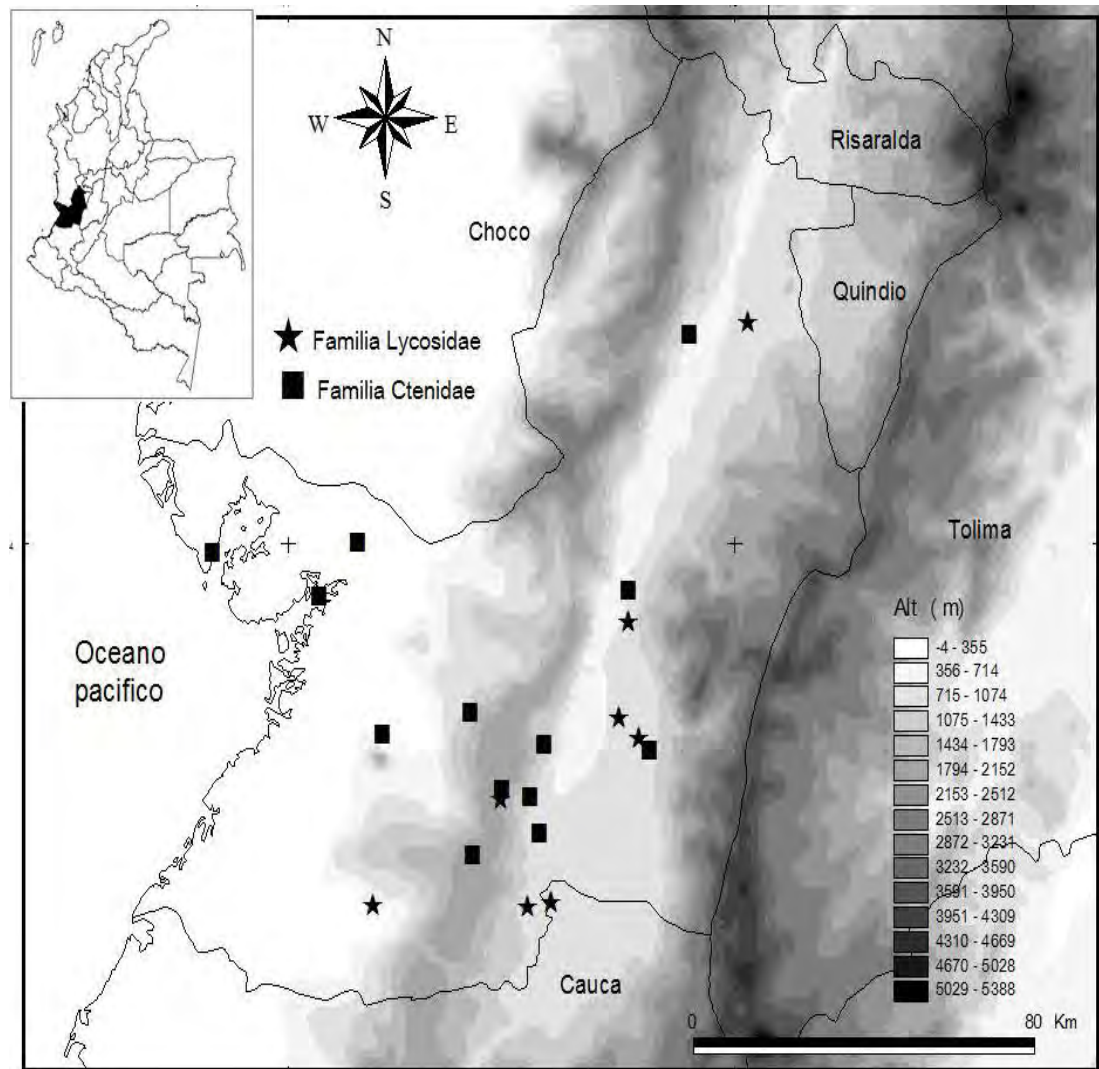 N
W E
S
Risaralda
Choco
Quindio
Familia Lycosidae
Familia Ctenidae
Tolima
4
Oceano
pacifico
Alt (m)
-4 - 355
356 - 714
715 - 1074
1075 - 1433
1434 - 1793
1794 - 2152
2153 - 2512
2513 - 2871
2872 - 3231
3232 - 3590
3591 - 3950
3951 - 4309
4310 - 4669
4670 - 5028
5029 - 5388
Cauca
0 80 Km